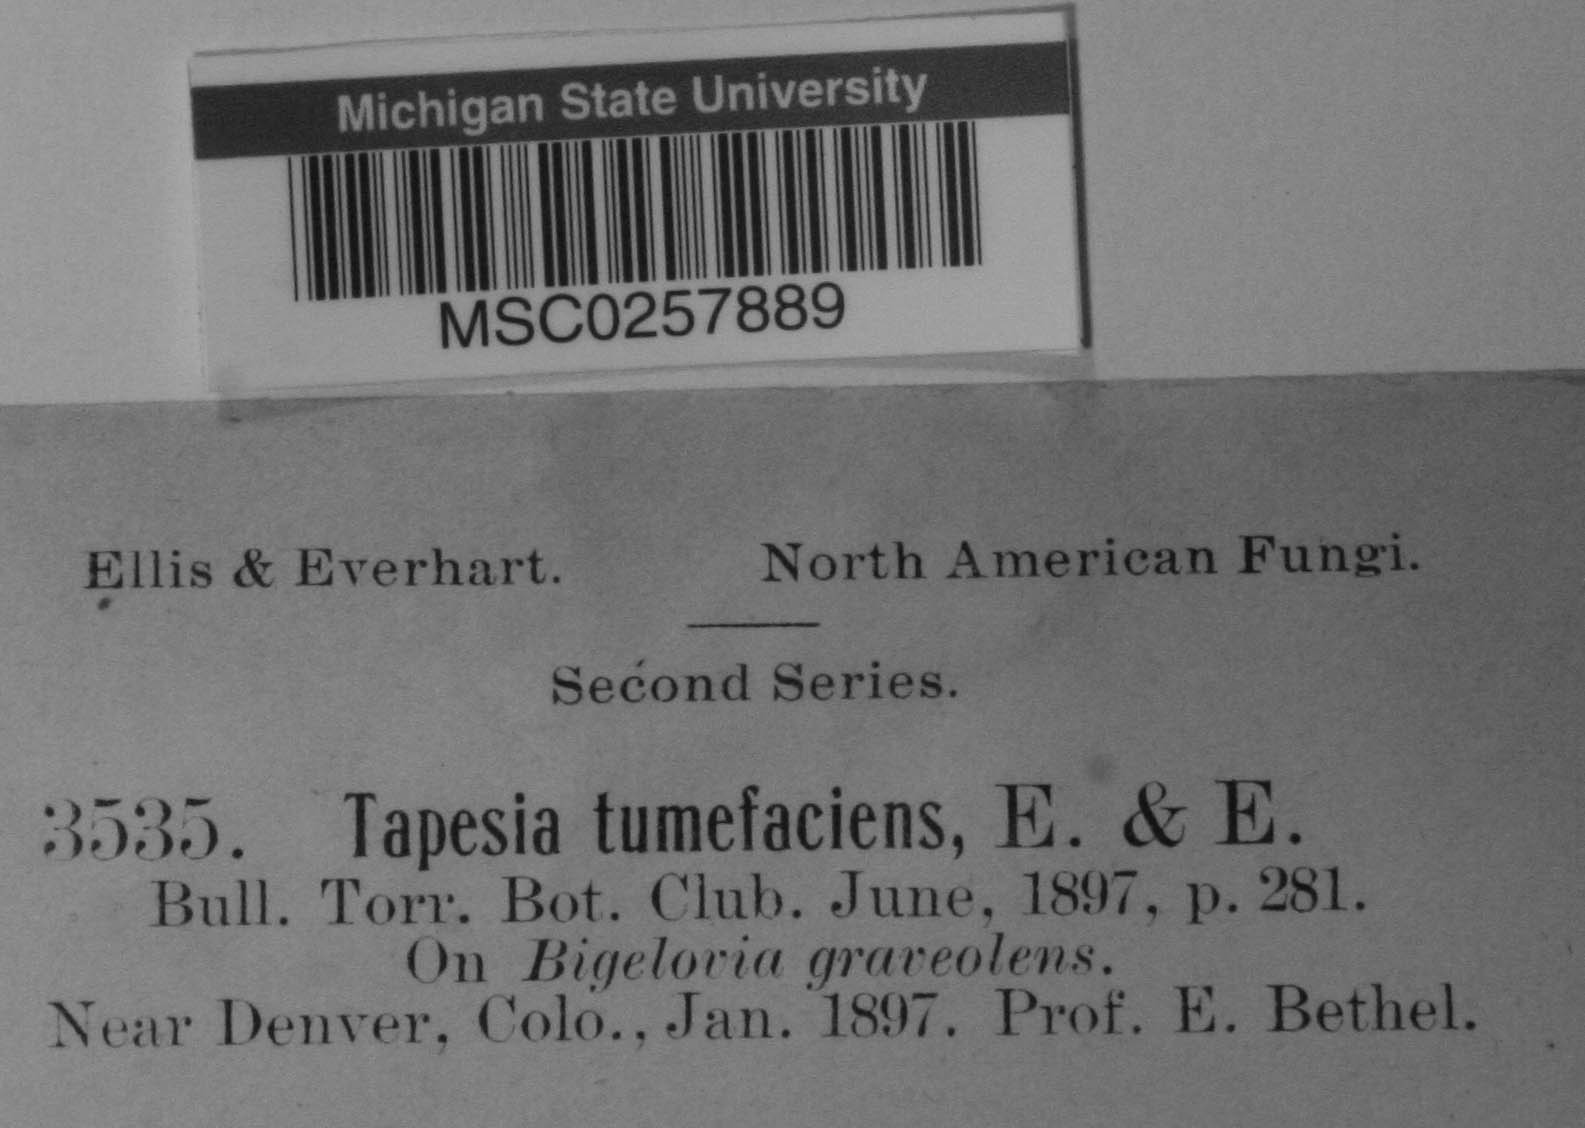 Michigan State University
MSC0257889
Ellis & Everhart. North American Fungi.
Second Series.
3535. Tapesia tumefaciens, E. & E.
Bull. Torr. Bot. Club. June, 1897, p. 281.
On Bigelovia graveolens.
Near Denver, Colo., Jan. 1897. Prof. E. Bethel.